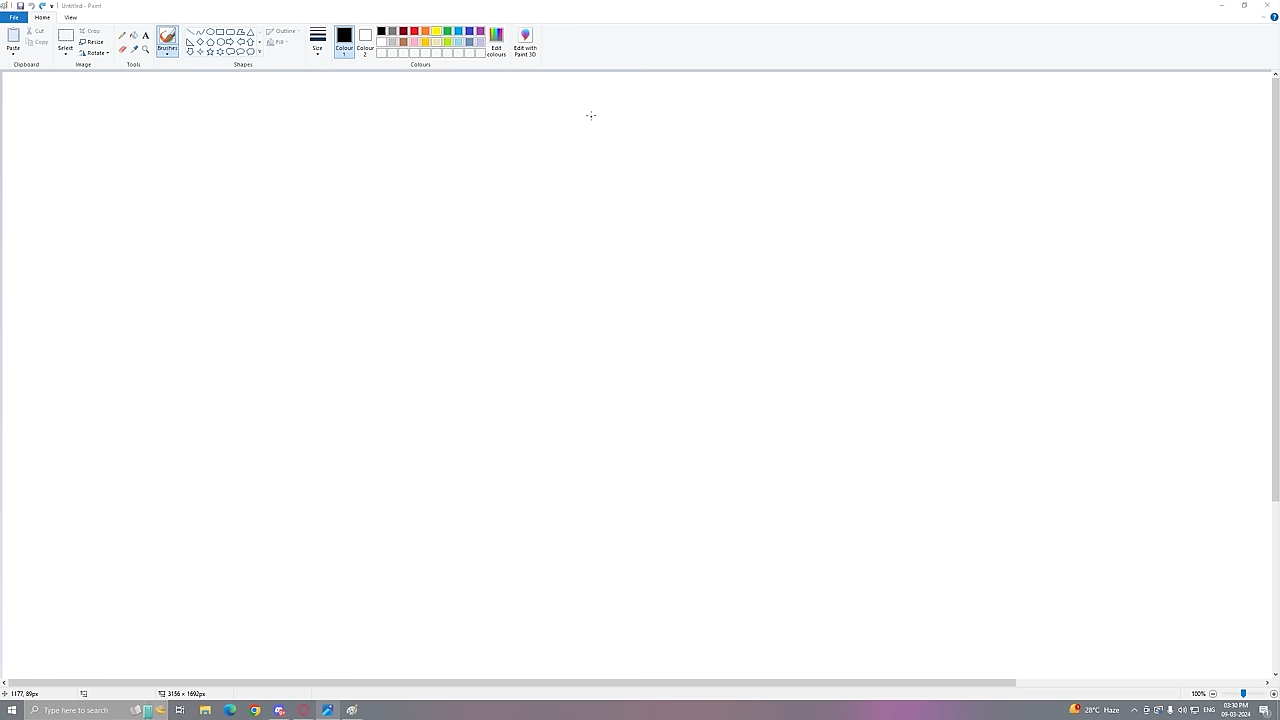 Untitled - Paint
File Home View
Paste
Cut
Copy
Clipboard
Select
Crop
Resize
Rotate
Image
Tools
Brushes
Outline
Fill
Shapes
Size
Colour 1
Colour 2
Edit colours
Colours
Edit with Paint 3D
1177, 89px
3156 × 1692px
100%
Type here to search
28°C Haze
ENG
03:30 PM
09-03-2024